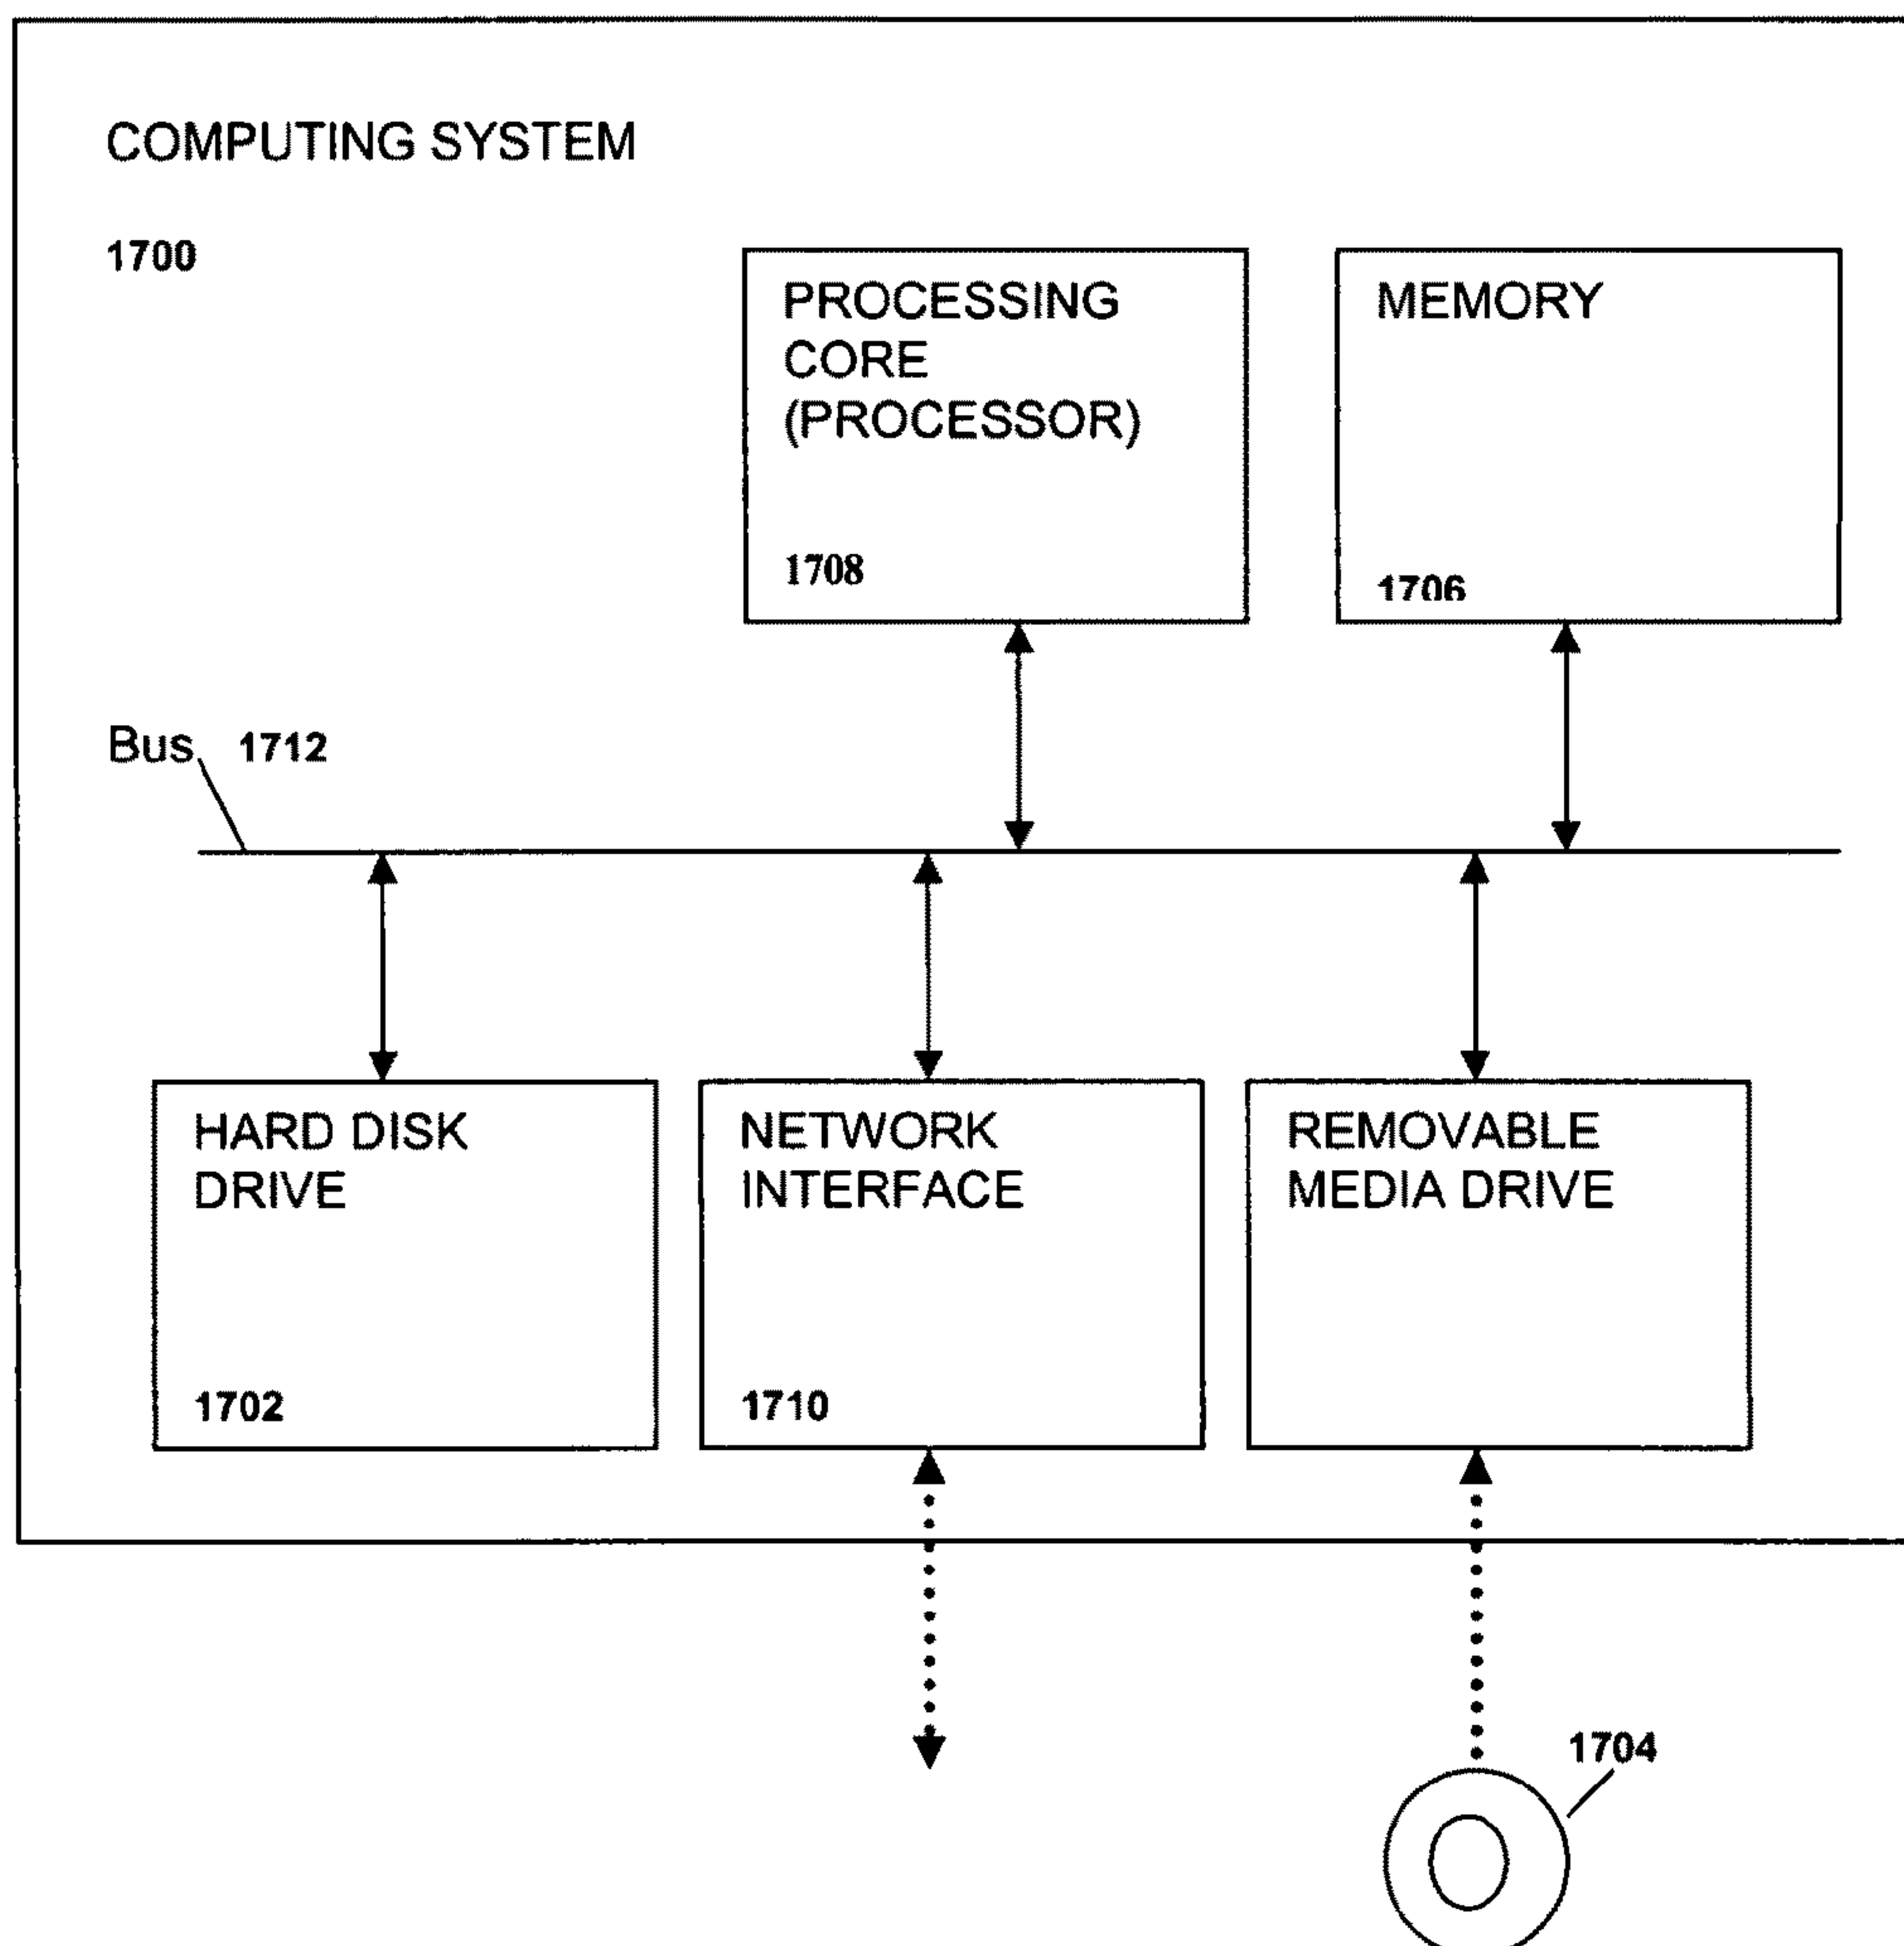 COMPUTING SYSTEM
1700
PROCESSING
CORE
(PROCESSOR)
1708
MEMORY
1706
Bus 1712
HARD DISK
DRIVE
1702
NETWORK
INTERFACE
1710
REMOVABLE
MEDIA DRIVE
1704